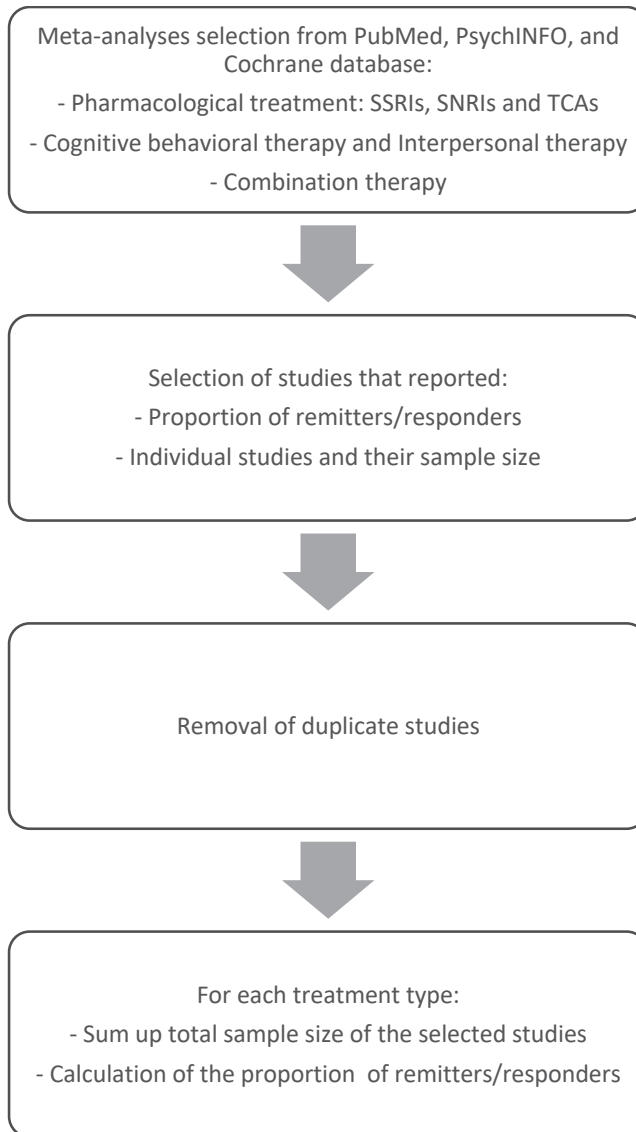 Meta-analyses selection from PubMed, PsychINFO, and
Cochrane database:
- Pharmacological treatment: SSRIs, SNRIs and TCAs
- Cognitive behavioral therapy and Interpersonal therapy
- Combination therapy
Selection of studies that reported:
- Proportion of remitters/responders
- Individual studies and their sample size
Removal of duplicate studies
For each treatment type:
- Sum up total sample size of the selected studies
- Calculation of the proportion of remitters/responders